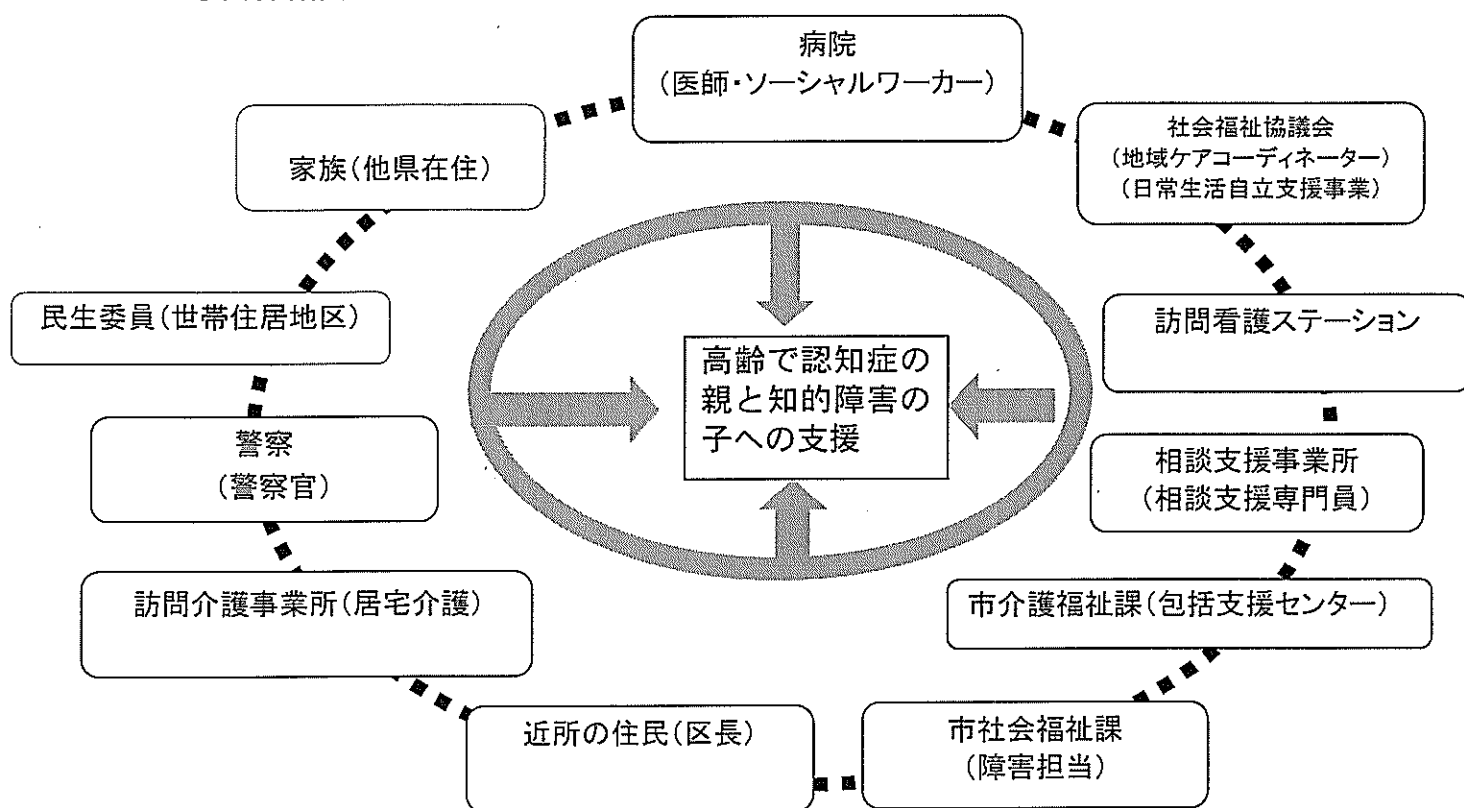 病院
(医師・ソーシャルワーカー)
社会福祉協議会
(地域ケアコーディネーター)
(日常生活自立支援事業)
家族(他県在住)
民生委員(世帯住居地区)
訪問看護ステーション
高齢で認知症の
親と知的障害の
子への支援
警察
(警察官)
相談支援事業所
(相談支援専門員)
訪問介護事業所(居宅介護)
市介護福祉課(包括支援センター)
近所の住民(区長)
市社会福祉課
(障害担当)